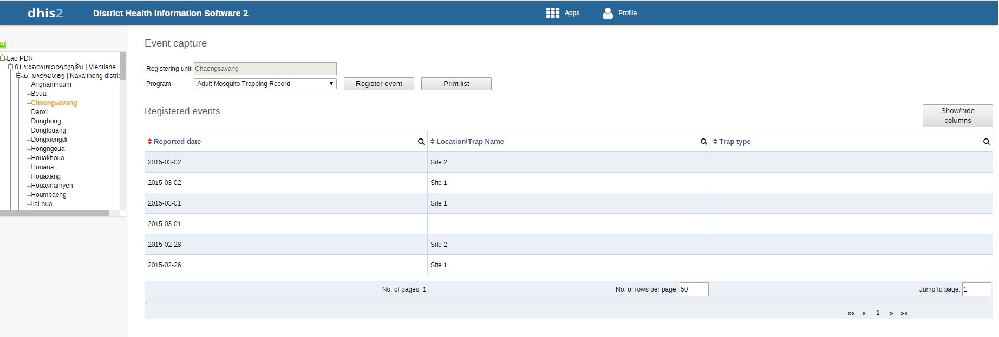 dhis2
District Health Information Software 2
Apps
Profile
Lao PDR
01 ນະຄອນຫລວງວຽງຈັນ | Vientiane.
ມ. ນາຊາຍທອງ | Naxaithong distric
Angnamhoum
Boua
Chaengsavang
Danxi
Dongbong
Donglouang
Dongxiengdi
Hongngoua
Houakhoua
Houana
Houaxang
Houaynamyen
Houmbaeng
Ilai-nua
Event capture
Registering unit Chaengsavang
Program Adult Mosquito Trapping Record Register event Print list
Registered events
Show/hide
columns
Reported date Location/Trap Name Trap type
2015-03-02 Site 2
2015-03-02 Site 1
2015-03-01 Site 1
2015-03-01
2015-02-28 Site 2
2015-02-26 Site 1
No. of pages: 1 No. of rows per page: 50 Jump to page: 1
«« « 1 » »»